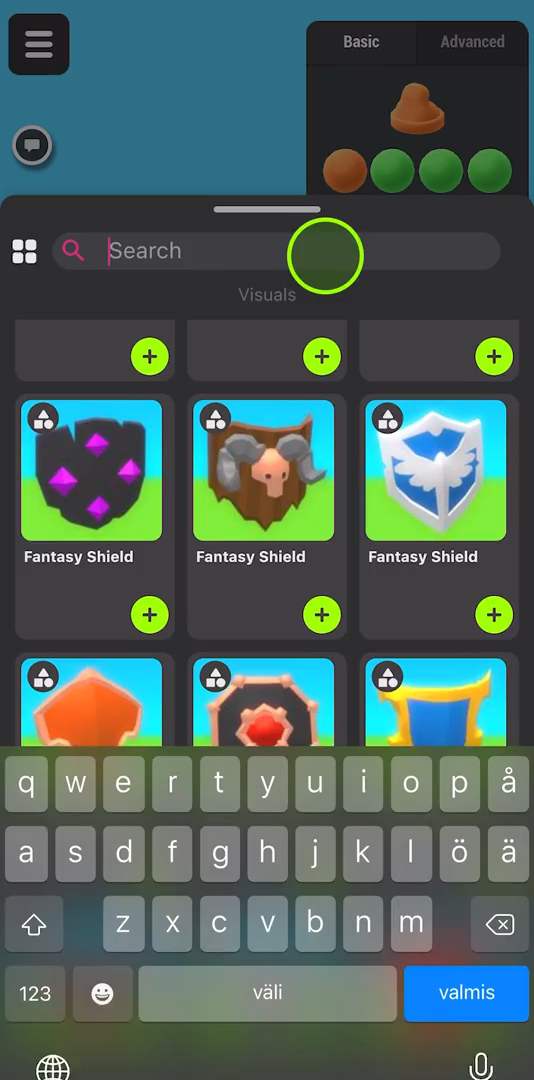 Basic Advanced
Search
Visuals
Fantasy Shield Fantasy Shield Fantasy Shield
q w e r t y u i o p å
a s d f g h j k l ö ä
z x c v b n m
123 väli valmis